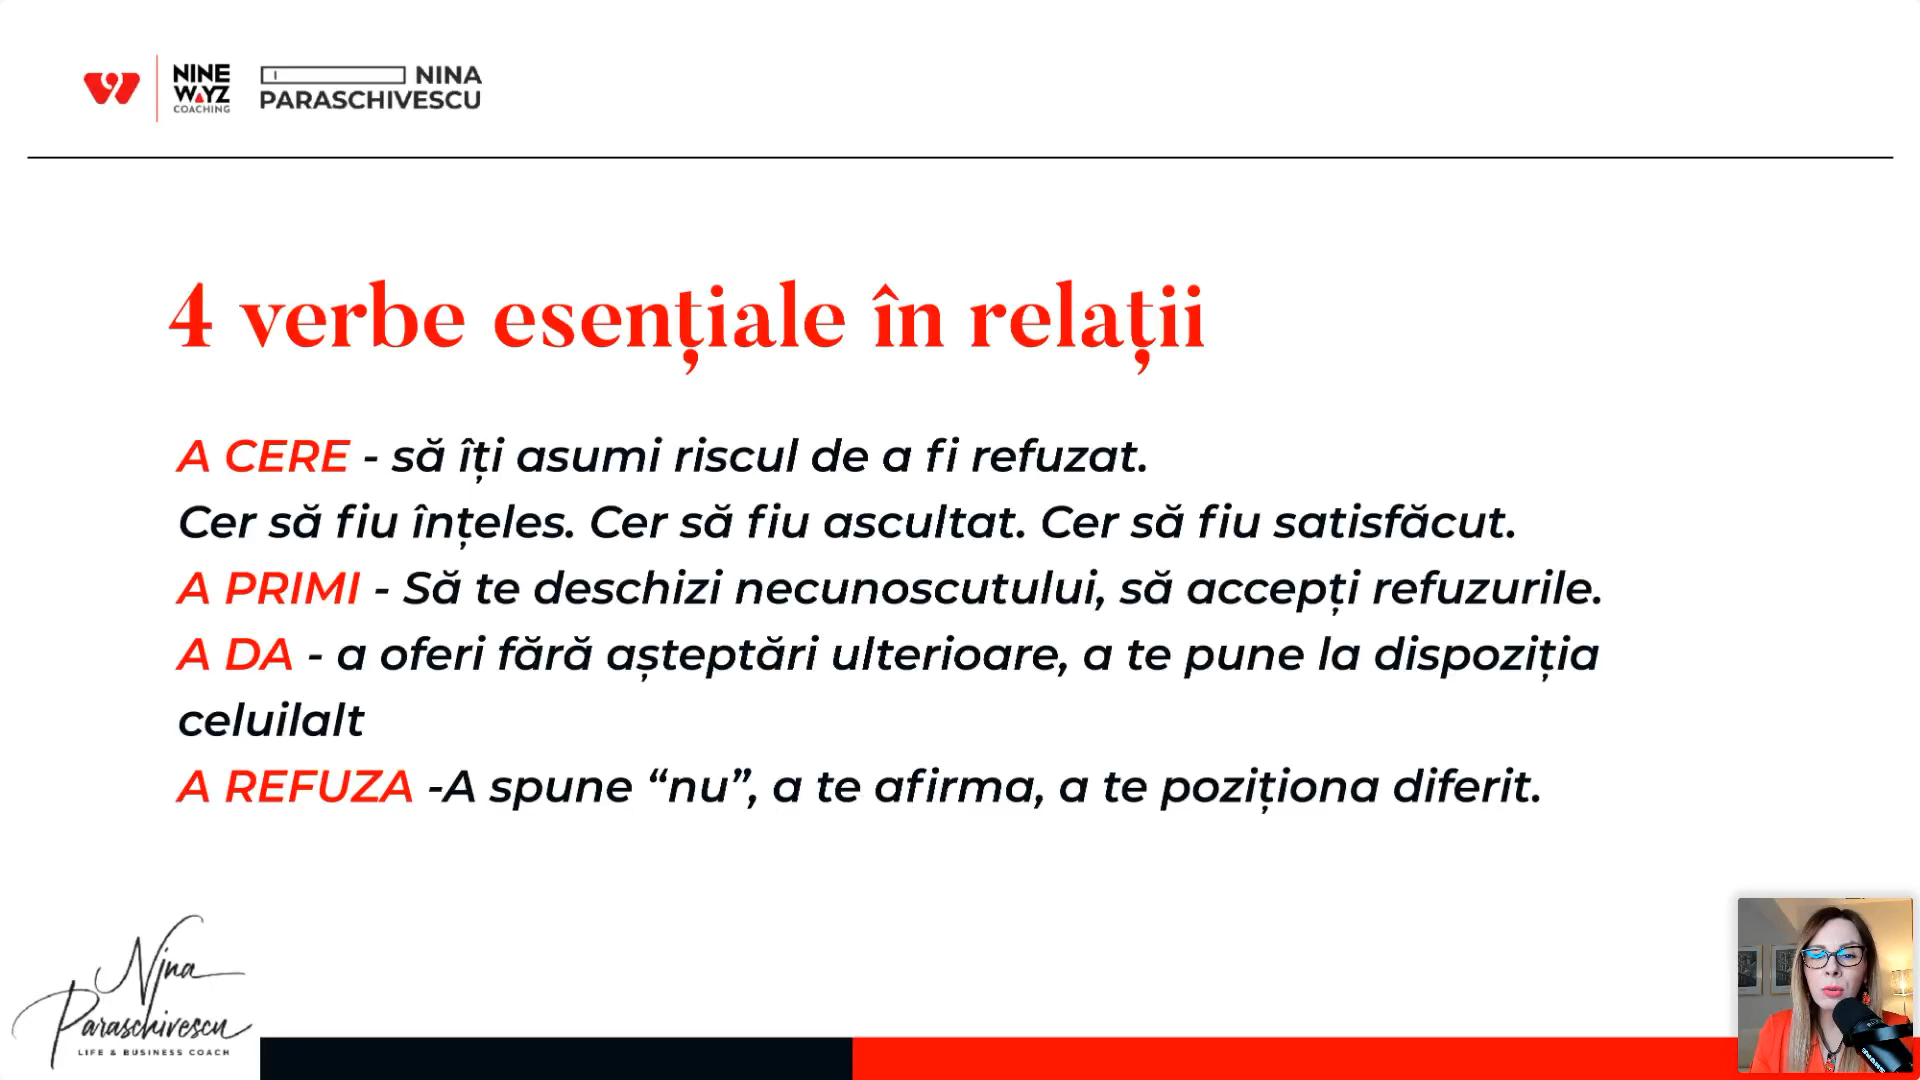 NINE
WAYZ
COACHING
NINA
PARASCHIVESCU
4 verbe esențiale în relații
A CERE - să îți asumi riscul de a fi refuzat.
Cer să fiu înțeles. Cer să fiu ascultat. Cer să fiu satisfăcut.
A PRIMI - Să te deschizi necunoscutului, să accepți refuzurile.
A DA - a oferi fără așteptări ulterioare, a te pune la dispoziția
celuilalt
A REFUZA -A spune “nu”, a te afirma, a te poziționa diferit.
Nina
Paraschivescu
LIFE & BUSINESS COACH